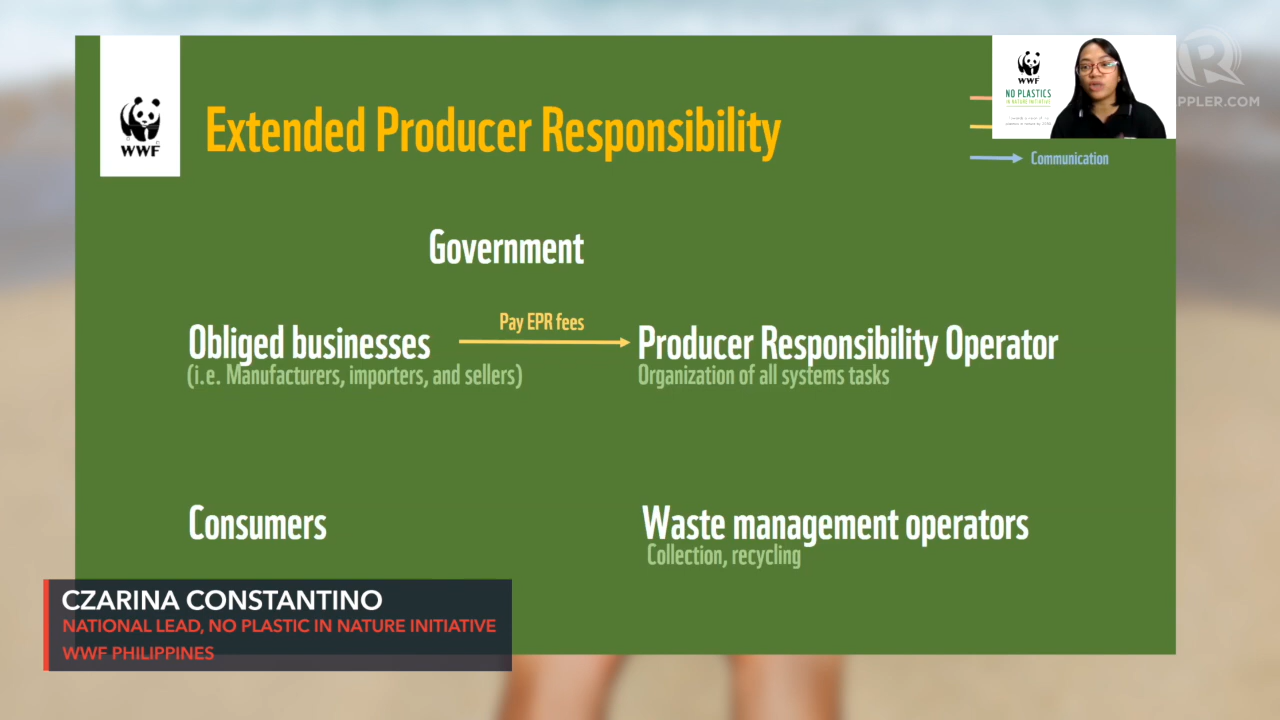 WWF
Extended Producer Responsibility
WWF
NO PLASTICS
IN NATURE INITIATIVE
R
PPLER.COM
Communication
Government
Obliged businesses
(i.e. Manufacturers, importers, and sellers)
Pay EPR fees
Producer Responsibility Operator
Organization of all systems tasks
Consumers
Waste management operators
Collection, recycling
CZARINA CONSTANTINO
NATIONAL LEAD, NO PLASTIC IN NATURE INITIATIVE
WWF PHILIPPINES